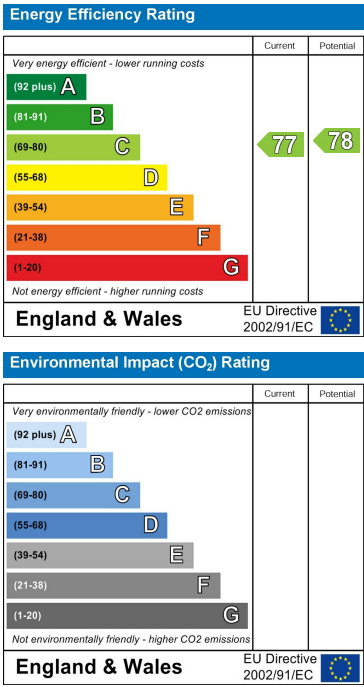 Energy Efficiency Rating
Current Potential
Very energy efficient - lower running costs
(92 plus) A
(81-91) B
(69-80) C
77 78
(55-68) D
(39-54) E
(21-38) F
(1-20) G
Not energy efficient - higher running costs
England & Wales
EU Directive
2002/91/EC
Environmental Impact (CO₂) Rating
Current Potential
Very environmentally friendly - lower CO2 emissions
(92 plus) A
(81-91) B
(69-80) C
(55-68) D
(39-54) E
(21-38) F
(1-20) G
Not environmentally friendly - higher CO2 emissions
England & Wales
EU Directive
2002/91/EC